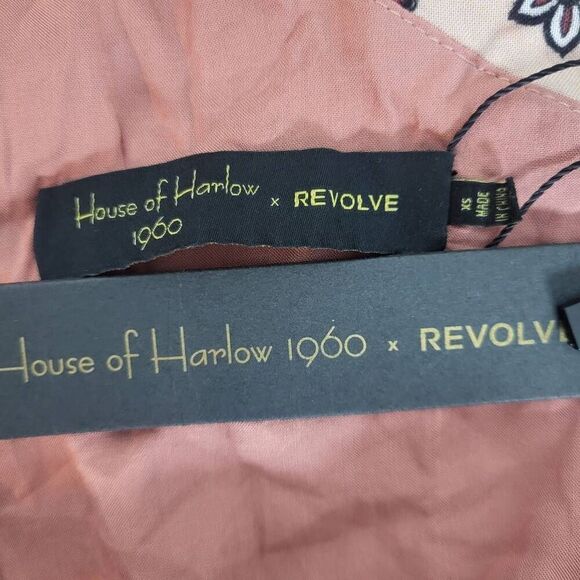 House of Harlow
1960
x REVOLVE
XS
MADE
IN CHINA
House of Harlow 1960 x REVOLVE